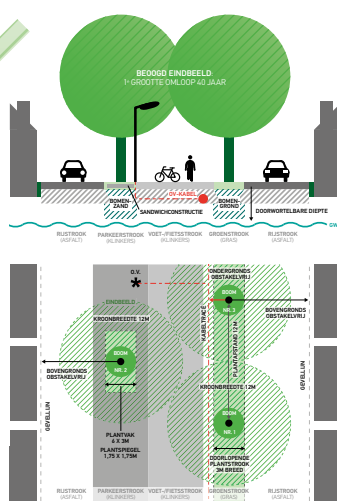 BEOOGD EINDBEELD
1e GROOTTE OMLOOP 40 JAAR
OV-KABEL
BOMEN-
ZAND
BOMEN-
GROND
SANDWICHCONSTRUCTIE
DOORWORTELBARE DIEPTE
GW
RIJSTROOK
(ASFALT)
PARKEERSTROOK
(KLINKERS)
VOET-/FIETSSTROOK
(KLINKERS)
GROENSTROOK
(GRAS)
RIJSTROOK
(ASFALT)
O.V.
ONDERGRONDS
OBSTAKELVRIJ
EINDBEELD
KROONBREEDTE 12M
BOOM
NR. 3
BOVENGRONDS
OBSTAKELVRIJ
KABELTRACÉ
PLANTAFSTAND 12M
BOOM
NR. 2
BOVENGRONDS
OBSTAKELVRIJ
KROONBREEDTE 12M
GEVELLIJN
GEVELLIJN
PLANTVAK
6 X 3M
PLANTSPIEGEL
1,75 X 1,75M
BOOM
NR. 1
DOORLOPENDE
PLANTSTROOK
3M BREED
RIJSTROOK
(ASFALT)
PARKEERSTROOK
(KLINKERS)
VOET-/FIETSSTROOK
(KLINKERS)
GROENSTROOK
(GRAS)
RIJSTROOK
(ASFALT)